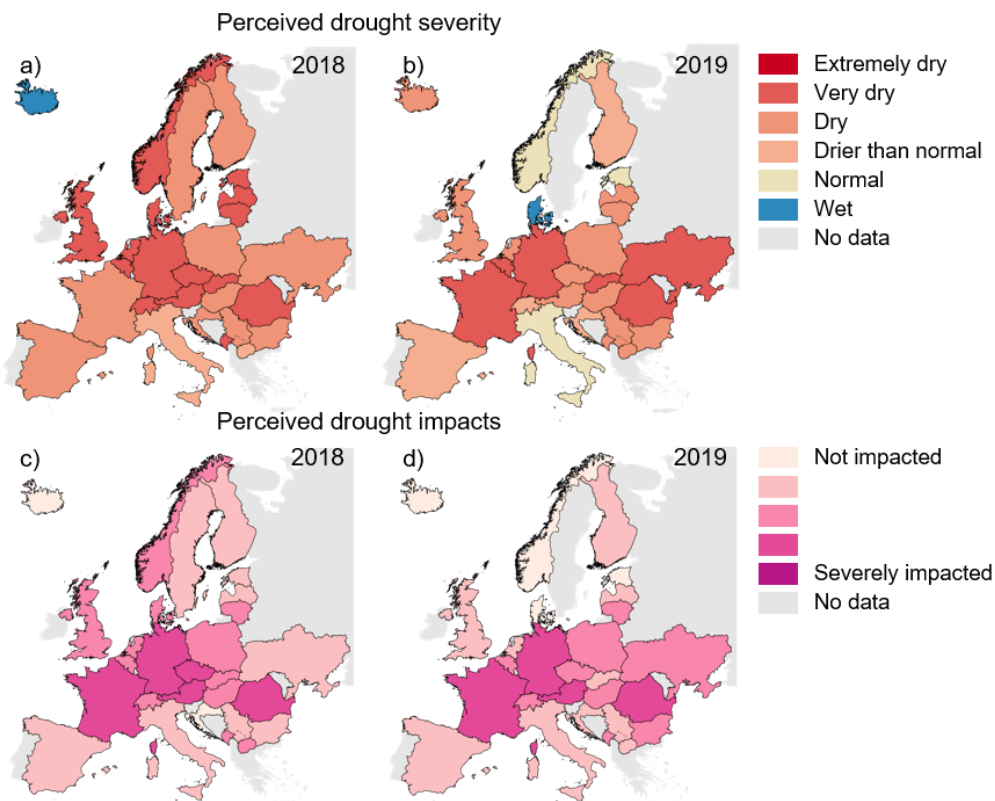 Perceived drought severity
a)
2018
b)
2019
Extremely dry
Very dry
Dry
Drier than normal
Normal
Wet
No data
Perceived drought impacts
c)
2018
d)
2019
Not impacted
Severely impacted
No data